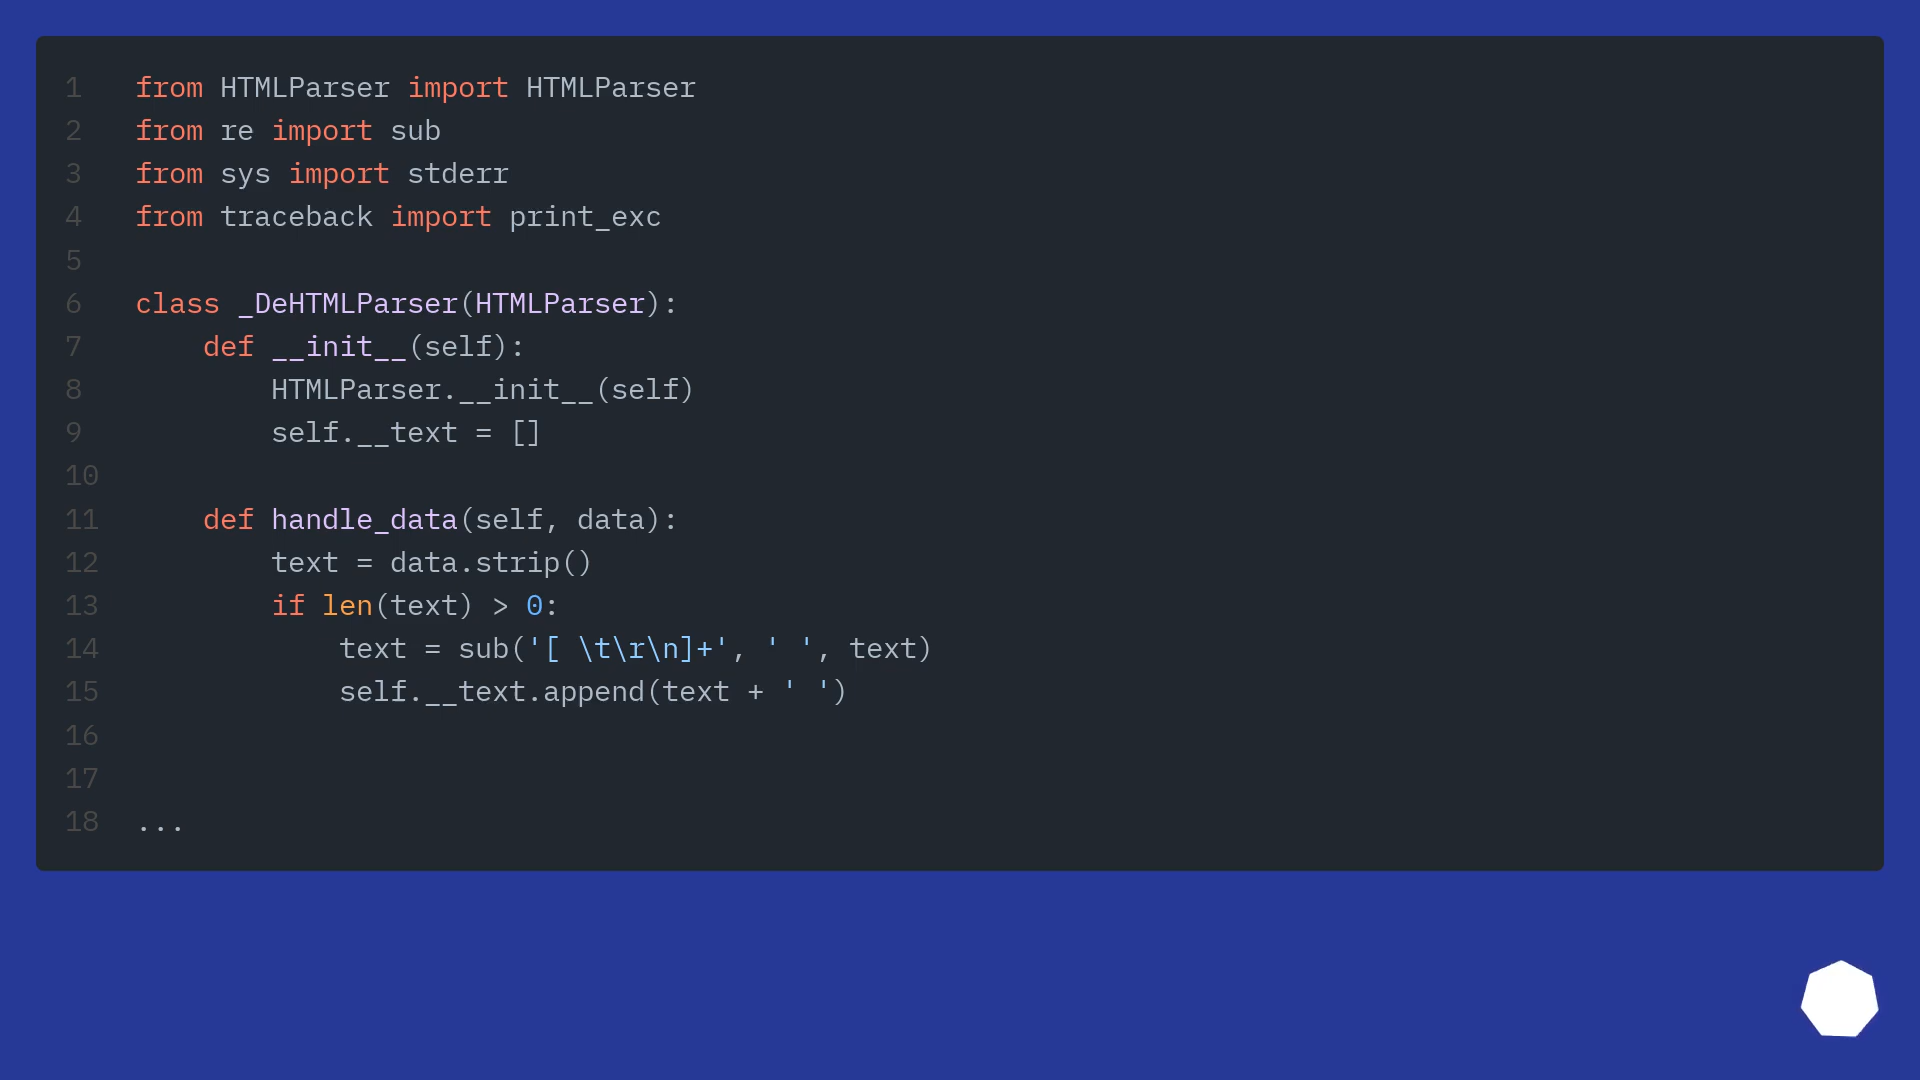 1 from HTMLParser import HTMLParser
2 from re import sub
3 from sys import stderr
4 from traceback import print_exc
5
6 class _DeHTMLParser(HTMLParser):
7     def __init__(self):
8         HTMLParser.__init__(self)
9         self.__text = []
10
11     def handle_data(self, data):
12         text = data.strip()
13         if len(text) > 0:
14             text = sub('[ \t\r\n]+', ' ', text)
15             self.__text.append(text + ' ')
16
17
18 ...